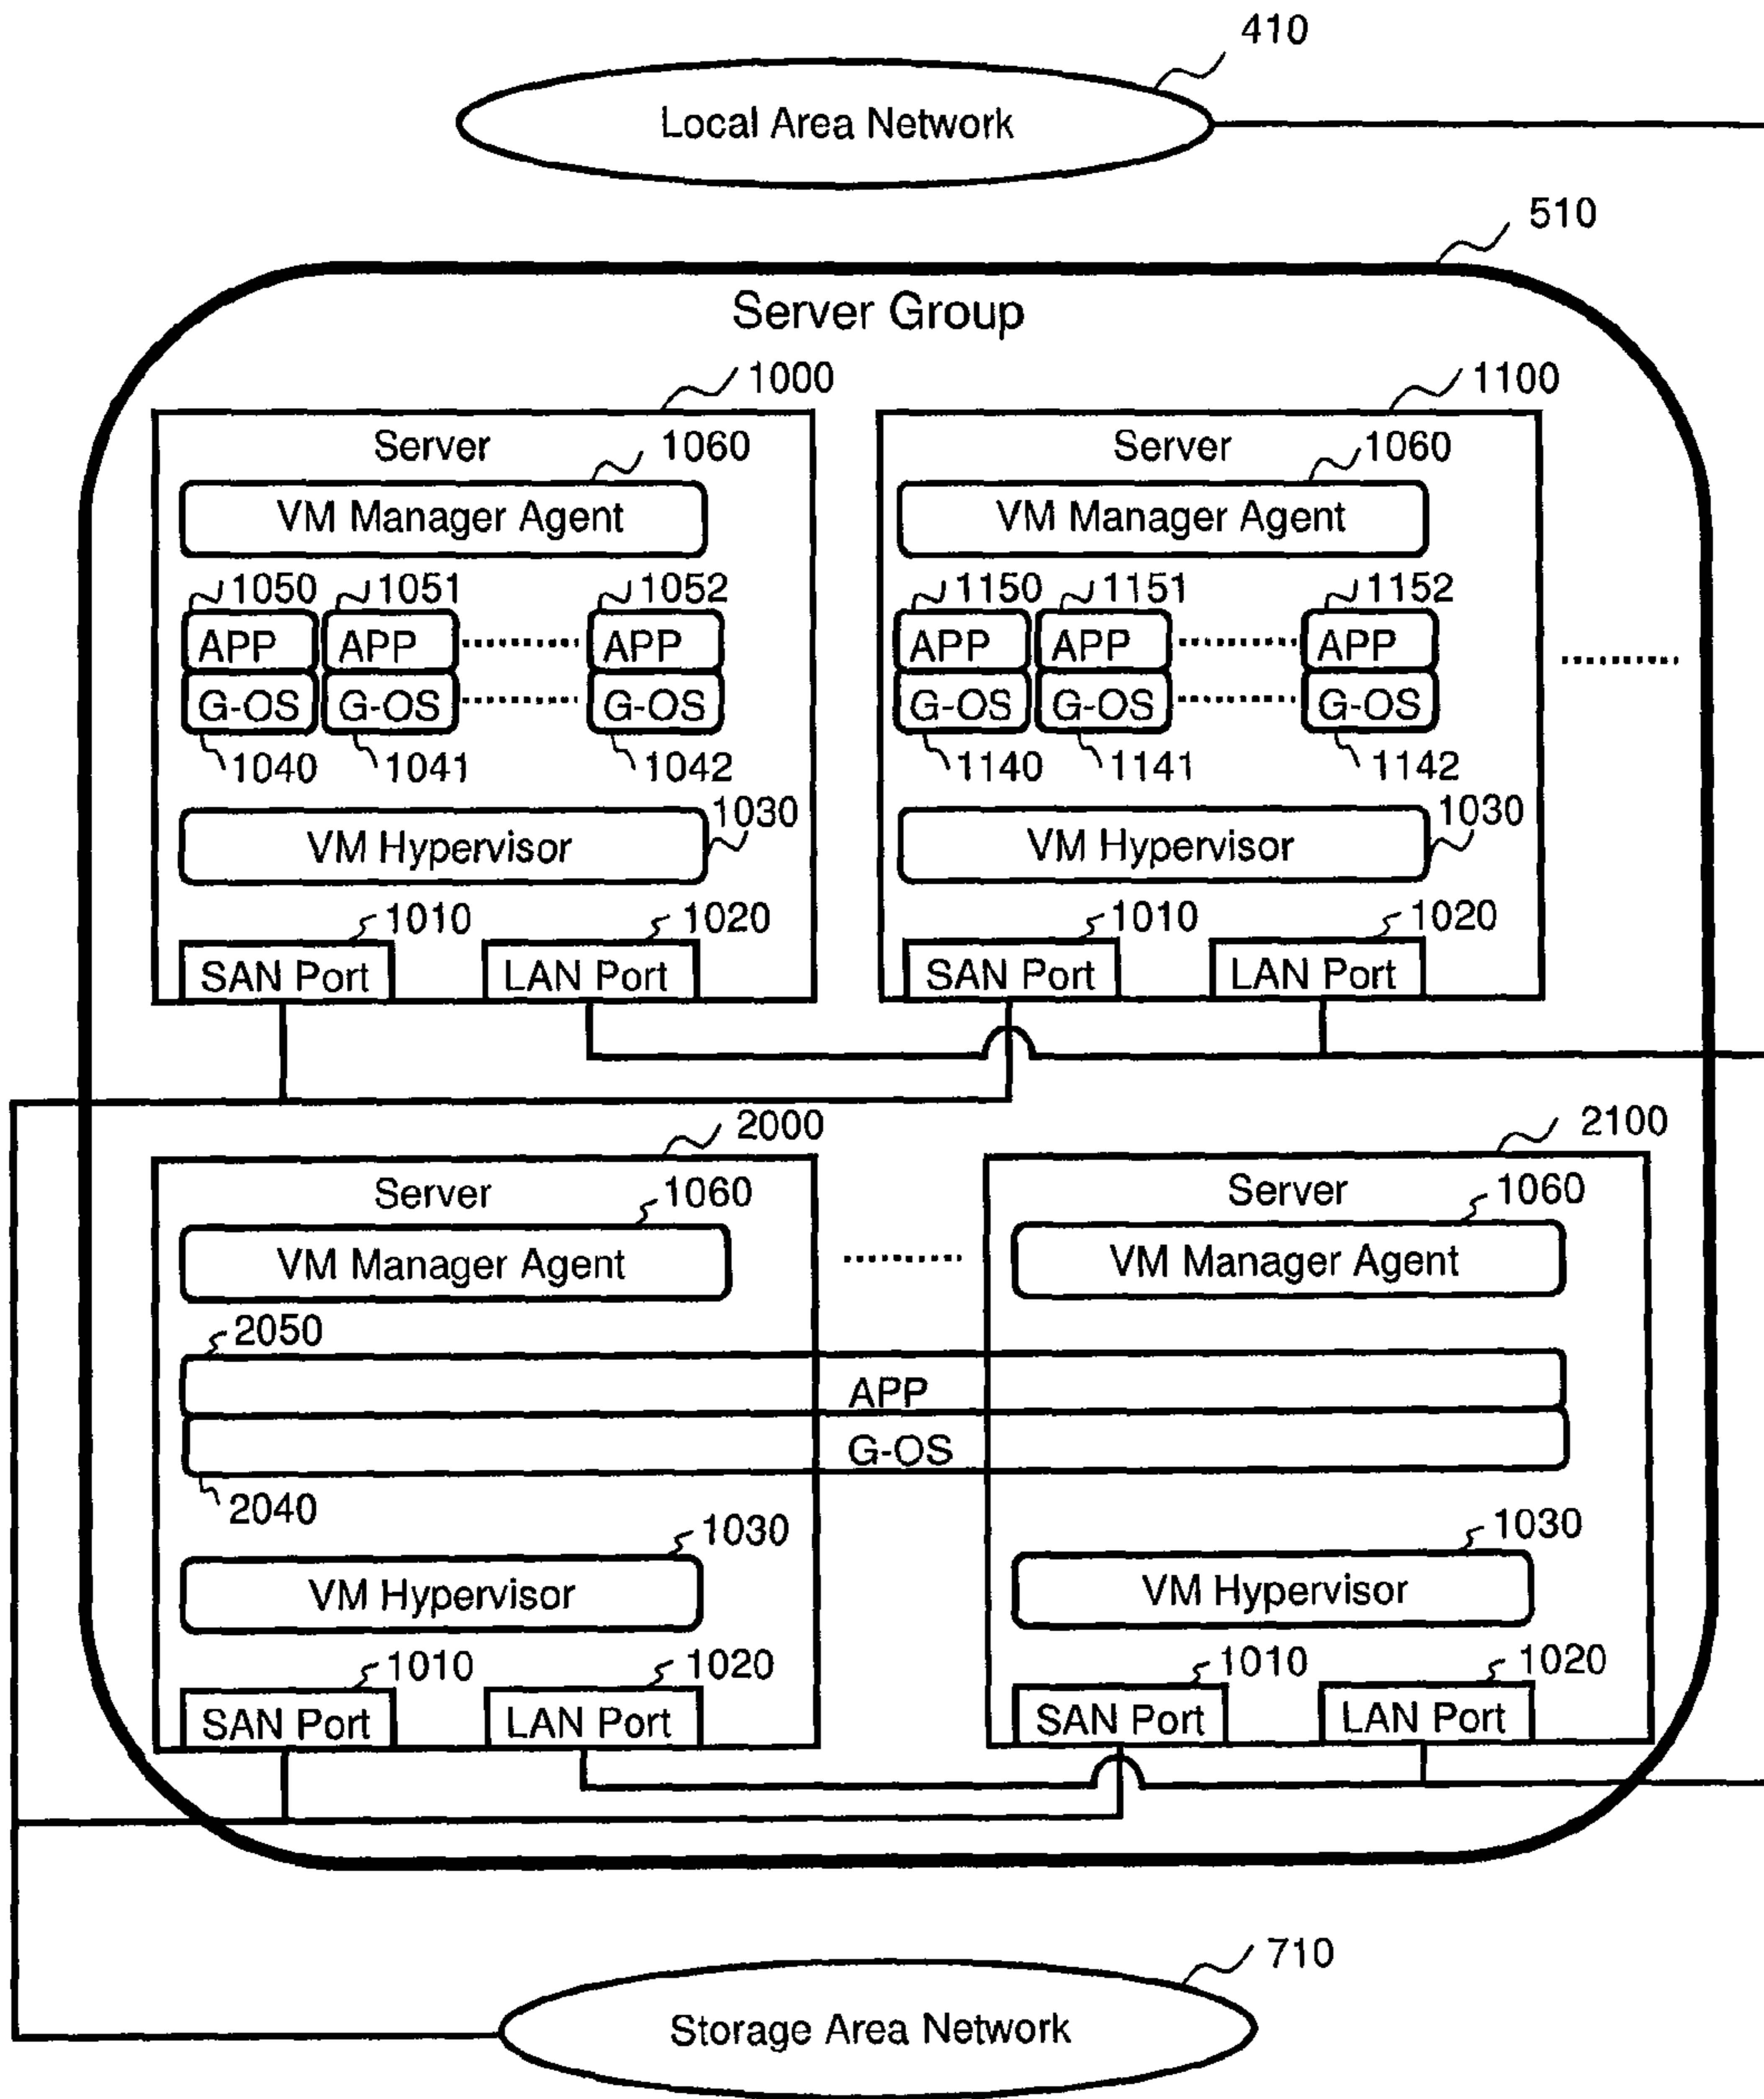 410
Local Area Network
510
Server Group
1000 1100
Server 1060 Server 1060
VM Manager Agent VM Manager Agent
1050 1051 1052 1150 1151 1152
APP APP APP APP APP APP
G-OS G-OS G-OS G-OS G-OS G-OS
1040 1041 1042 1140 1141 1142
1030 1030
VM Hypervisor VM Hypervisor
1010 1020 1010 1020
SAN Port LAN Port SAN Port LAN Port
2000 2100
Server 1060 Server 1060
VM Manager Agent VM Manager Agent
2050
APP
G-OS
2040
1030 1030
VM Hypervisor VM Hypervisor
1010 1020 1010 1020
SAN Port LAN Port SAN Port LAN Port
710
Storage Area Network